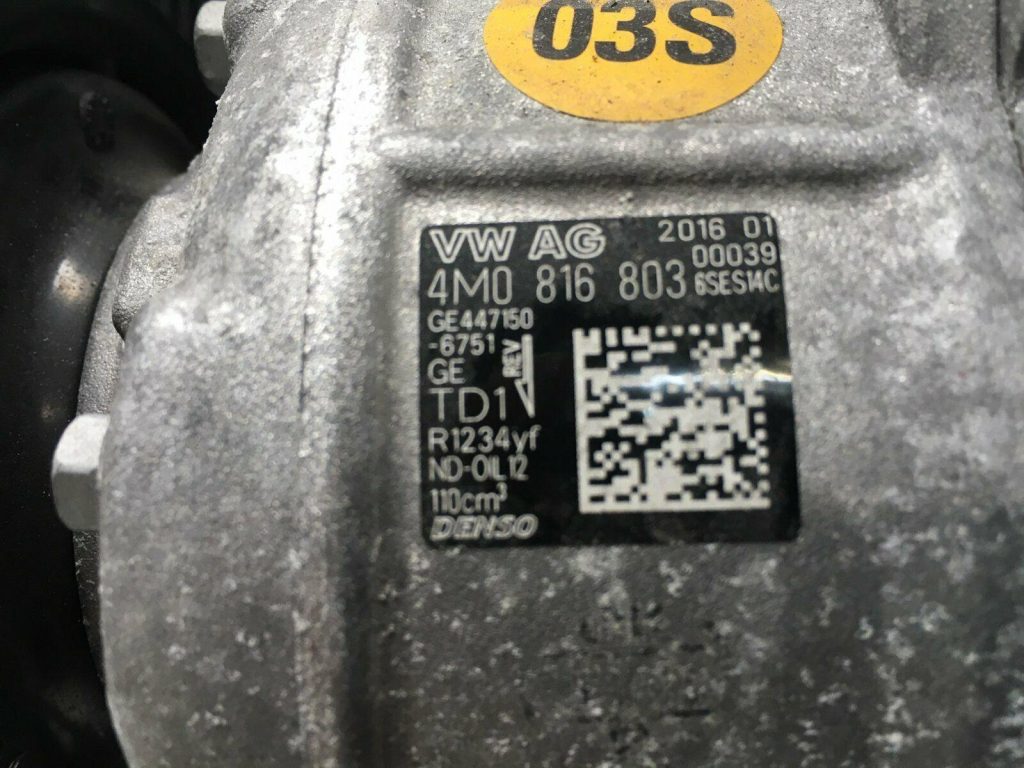 03S
VW AG 2016 01
00039
4M0 816 803 6SES14C
GE447150
-6751
REV
GE
TD1
R1234yf
ND-OIL12
110cm³
DENSO